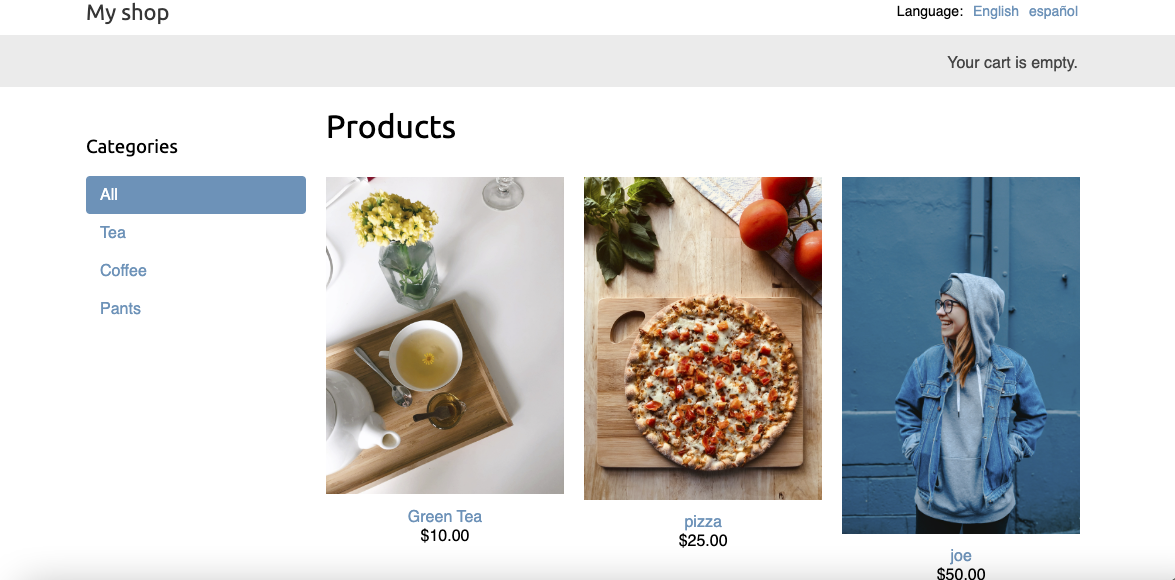 My shop
Language: English español
Your cart is empty.
Categories
All
Tea
Coffee
Pants
Products
Green Tea
$10.00
pizza
$25.00
joe
$50.00